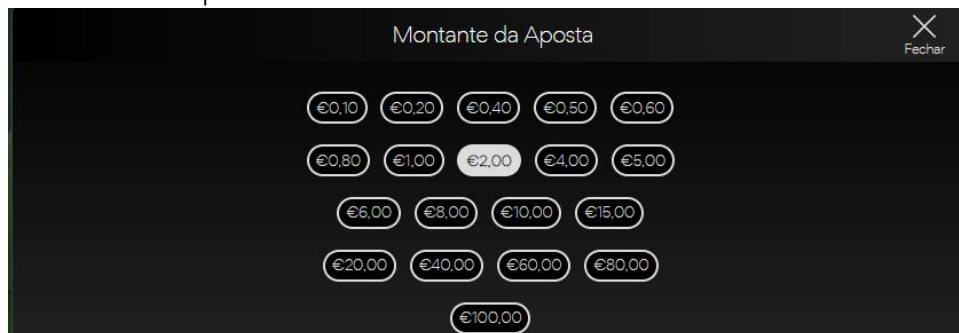 Montante da Aposta
Fechar
€0,10 €0,20 €0,40 €0,50 €0,60
€0,80 €1,00 €2,00 €4,00 €5,00
€6,00 €8,00 €10,00 €15,00
€20,00 €40,00 €60,00 €80,00
€100,00